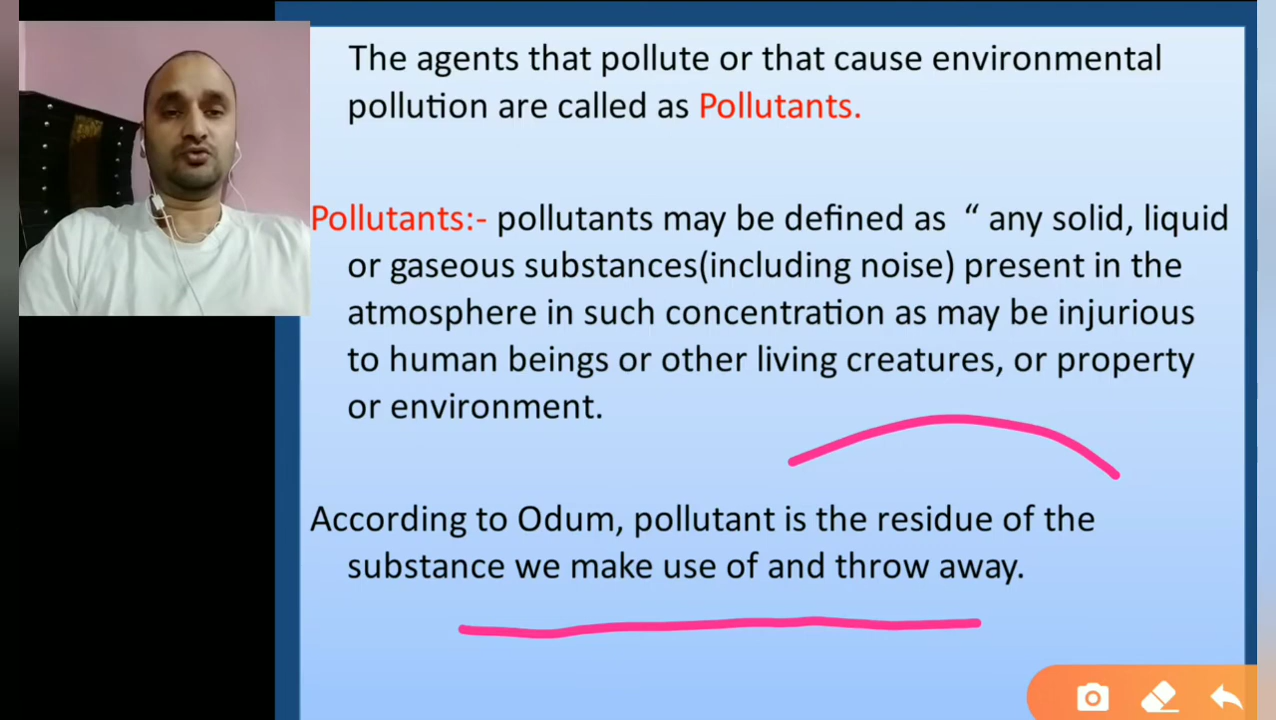 The agents that pollute or that cause environmental
pollution are called as Pollutants.
Pollutants:- pollutants may be defined as “ any solid, liquid
or gaseous substances(including noise) present in the
atmosphere in such concentration as may be injurious
to human beings or other living creatures, or property
or environment.
According to Odum, pollutant is the residue of the
substance we make use of and throw away.